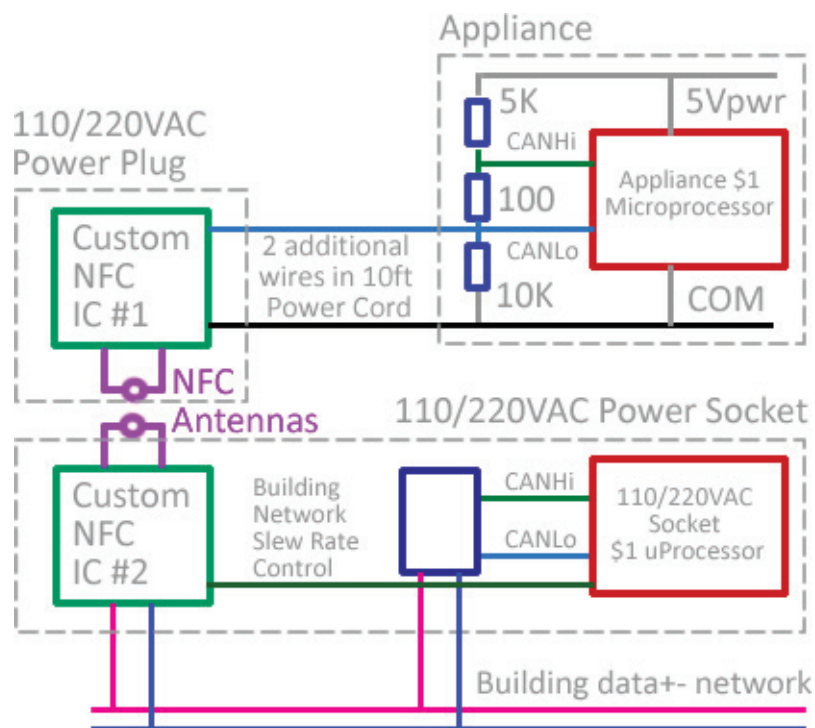 Appliance
110/220VAC
Power Plug
5K
5Vpwr
CANHi
Appliance $1
Microprocessor
100
Custom
NFC
IC #1
2 additional
wires in 10ft
Power Cord
CANLo
10K
COM
NFC
Antennas
110/220VAC Power Socket
Custom
NFC
IC #2
Building
Network
Slew Rate
Control
CANHi
CANLo
110/220VAC
Socket
$1 uProcessor
Building data+- network